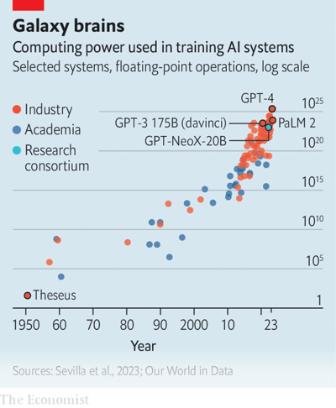 Galaxy brains
Computing power used in training AI systems
Selected systems, floating-point operations, log scale
GPT-4
Industry
Academia
Research
consortium
GPT-3 175B (davinci)
PaLM 2
GPT-NeoX-20B
10²⁵
10²⁰
10¹⁵
10¹⁰
10⁵
1
Theseus
1950 60 70 80 90 2000 10 23
Year
Sources: Sevilla et al., 2023; Our World in Data
The Economist